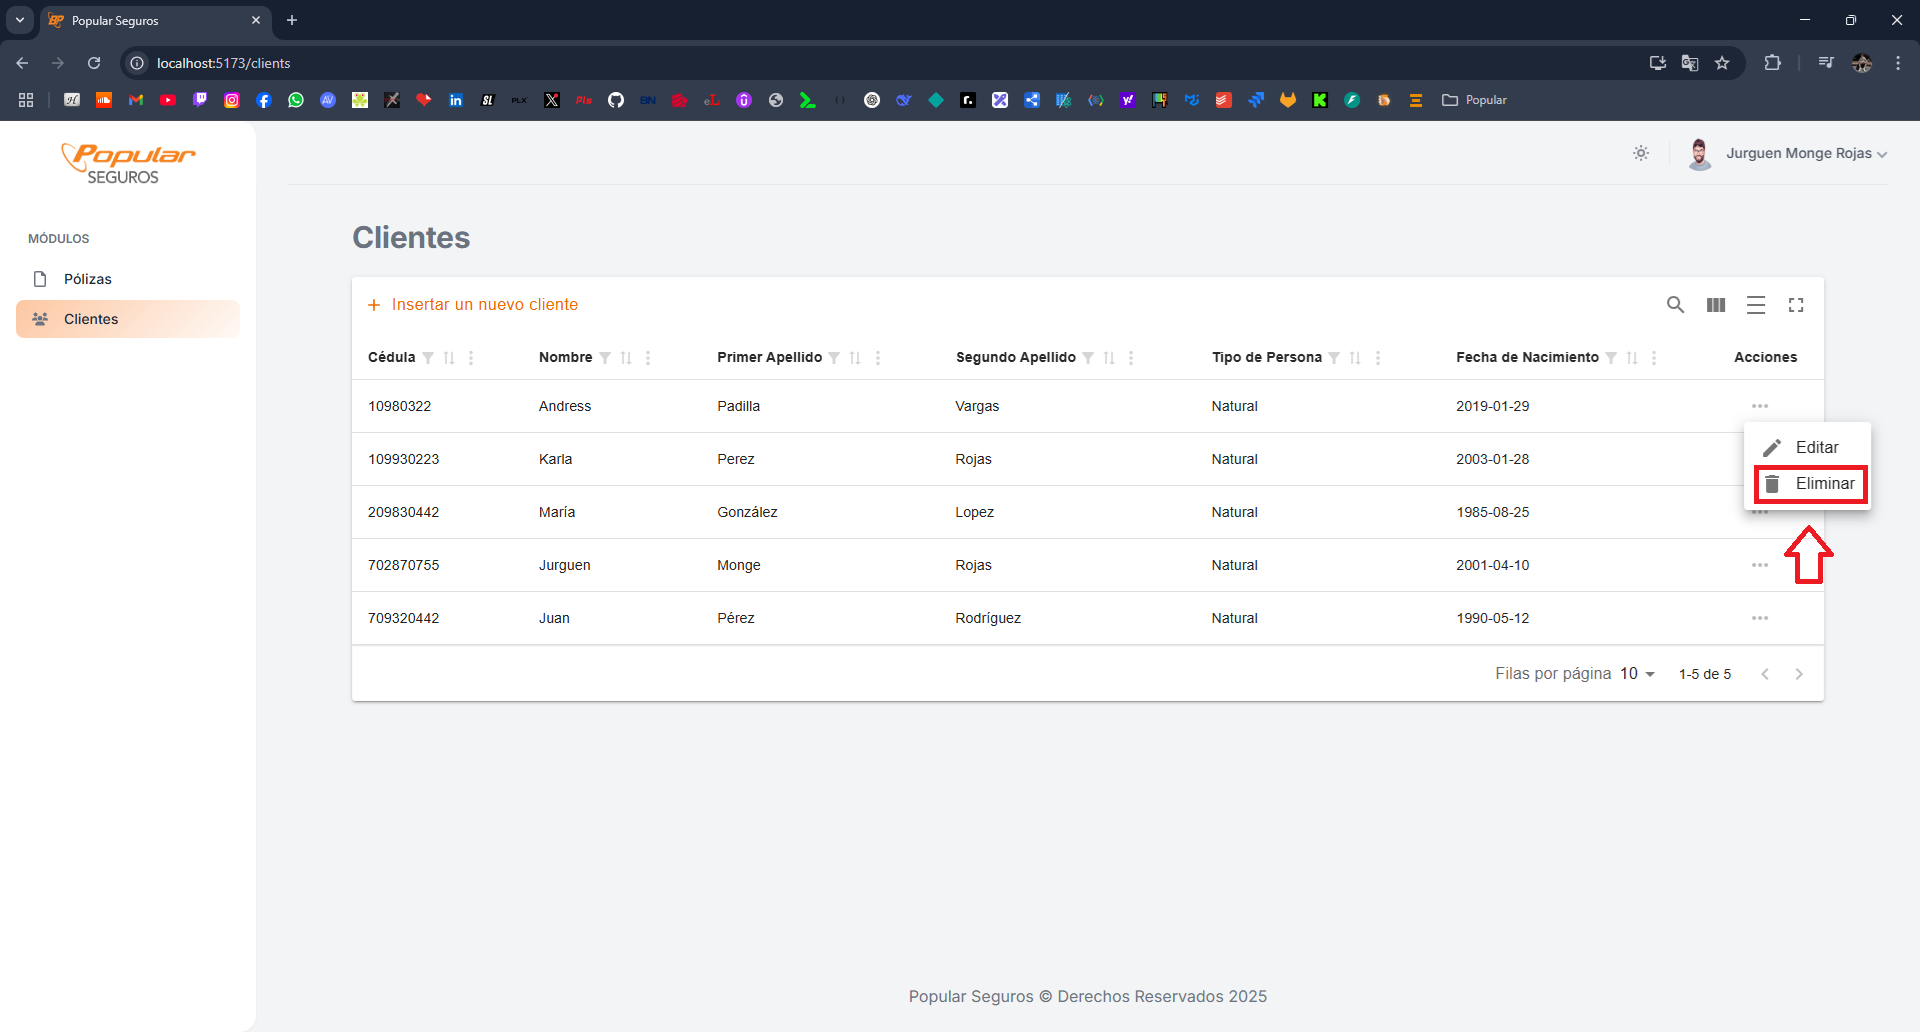 Popular Seguros
localhost:5173/clients
Popular
Popular
SEGUROS
Jurguen Monge Rojas
MÓDULOS
Pólizas
Clientes
Clientes
+ Insertar un nuevo cliente
Cédula Nombre Primer Apellido Segundo Apellido Tipo de Persona Fecha de Nacimiento Acciones
10980322 Andress Padilla Vargas Natural 2019-01-29
109930223 Karla Perez Rojas Natural 2003-01-28
209830442 María González Lopez Natural 1985-08-25
702870755 Jurguen Monge Rojas Natural 2001-04-10
709320442 Juan Pérez Rodríguez Natural 1990-05-12
Editar
Eliminar
Filas por página 10 1-5 de 5
Popular Seguros © Derechos Reservados 2025